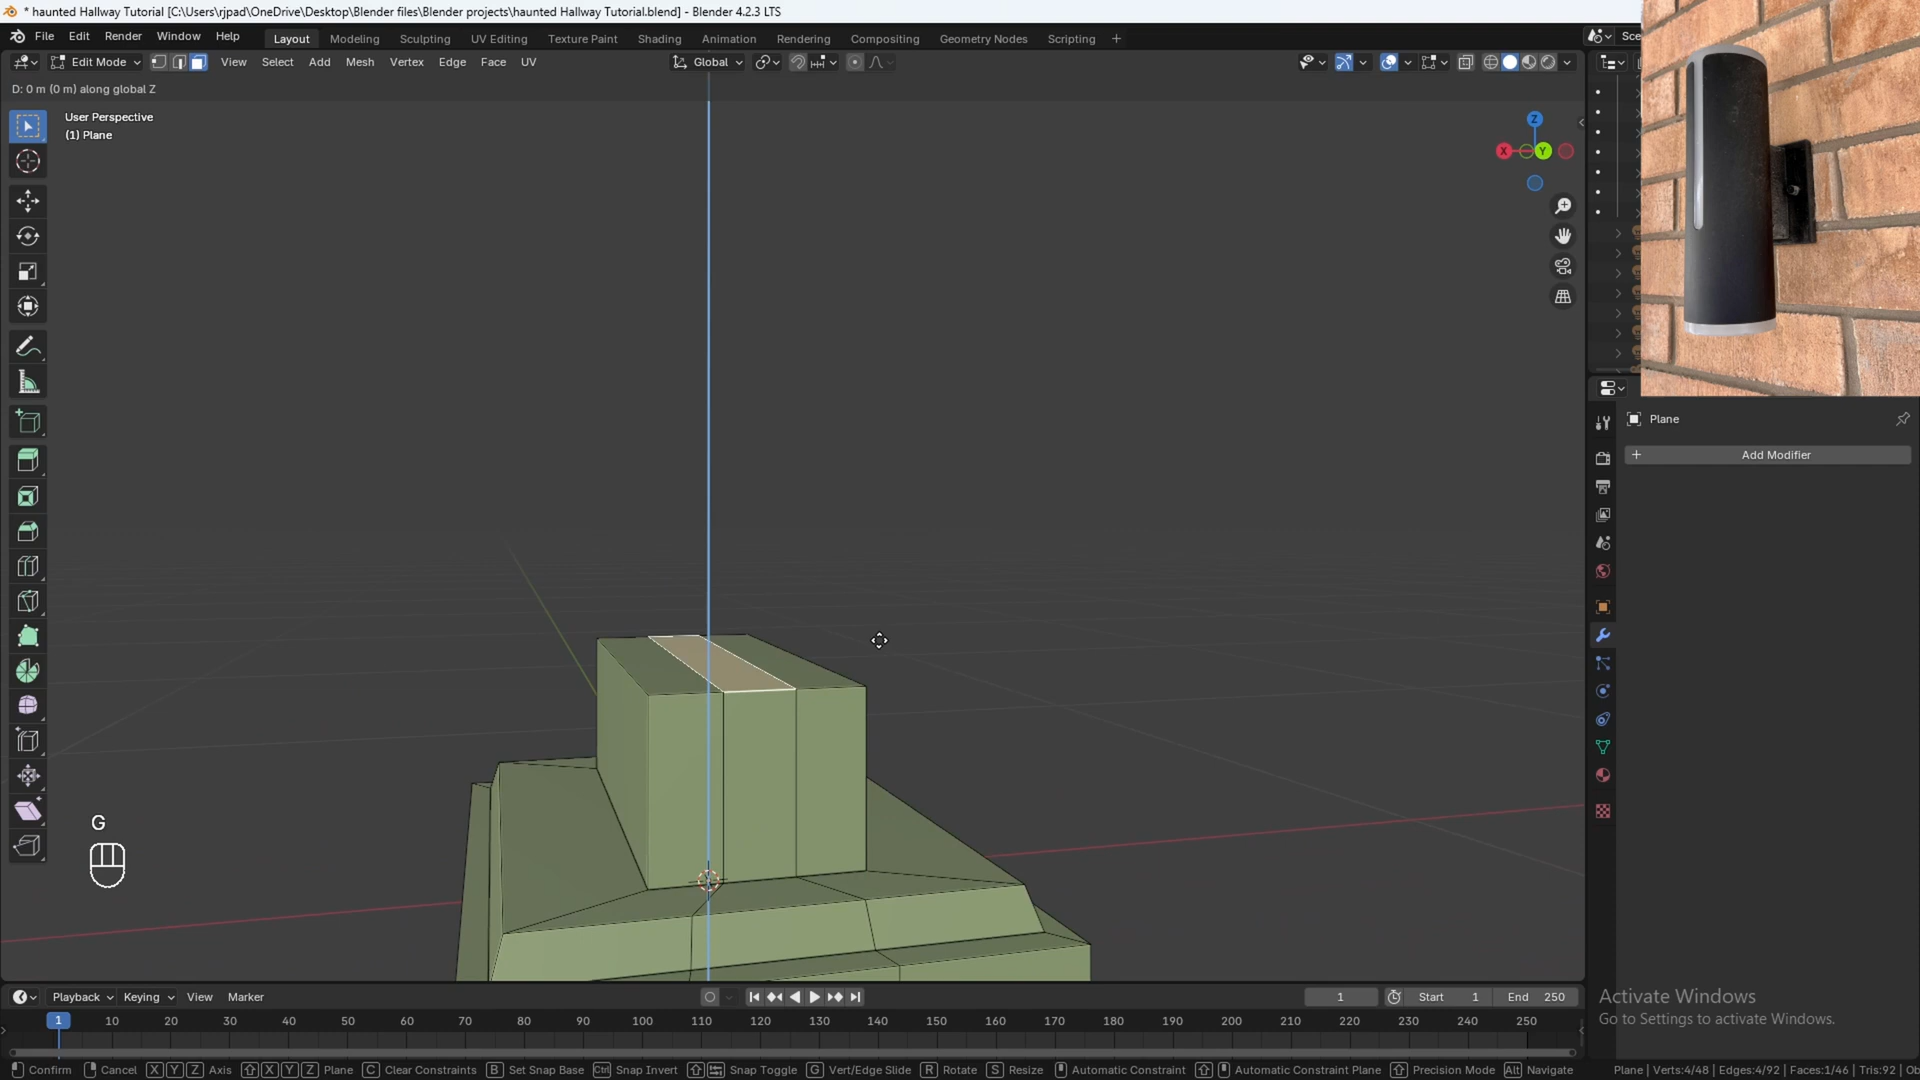 * haunted Hallway Tutorial [C:\Users\rjpad\OneDrive\Desktop\Blender files\Blender projects\haunted Hallway Tutorial.blend] - Blender 4.2.3 LTS
File Edit Render Window Help Layout Modeling Sculpting UV Editing Texture Paint Shading Animation Rendering Compositing Geometry Nodes Scripting + Sce
Edit Mode View Select Add Mesh Vertex Edge Face UV Global
D: 0 m (0 m) along global Z
User Perspective
(1) Plane
Z
X Y
Plane
+ Add Modifier
G
Activate Windows
Go to Settings to activate Windows.
Playback Keying View Marker 1 Start 1 End 250
1 10 20 30 40 50 60 70 80 90 100 110 120 130 140 150 160 170 180 190 200 210 220 230 240 250
Confirm Cancel X Y Z Axis X Y Z Plane C Clear Constraints B Set Snap Base Ctrl Snap Invert Snap Toggle G Vert/Edge Slide R Rotate S Resize Automatic Constraint Automatic Constraint Plane Precision Mode Alt Navigate Plane | Verts:4/48 | Edges:4/92 | Faces:1/46 | Tris:92 | Ob